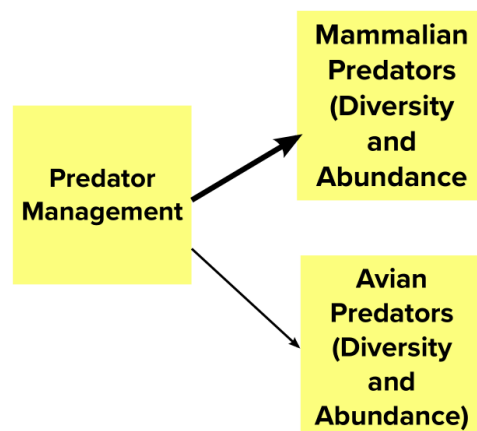 Mammalian
Predators
(Diversity
and
Abundance
Predator
Management
Avian
Predators
(Diversity
and
Abundance)